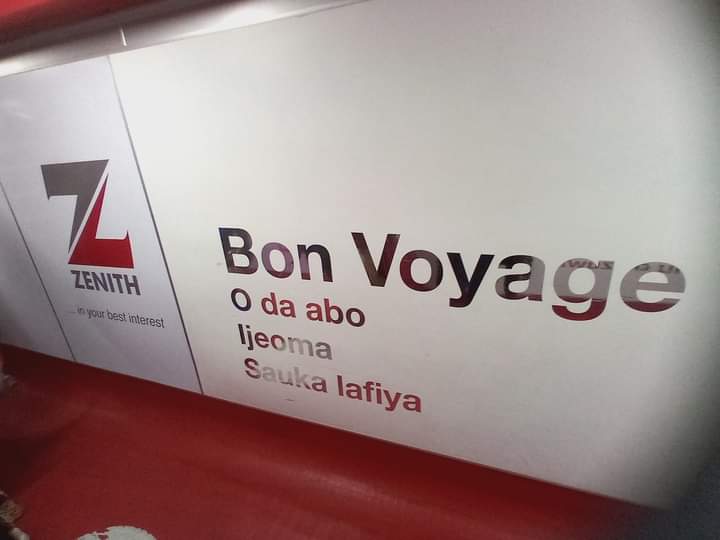 ZENITH
... in your best interest
Bon Voyage
O da abo
Ijeoma
Sauka lafiya